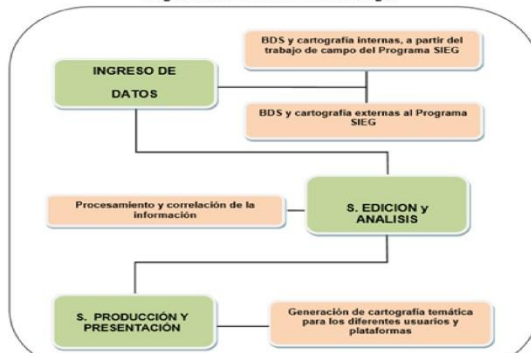 BDS y cartografía internas, a partir del
trabajo de campo del Programa SIEG
INGRESO DE
DATOS
BDS y cartografía externas al Programa
SIEG
Procesamiento y correlación de la
información
S. EDICION y
ANALISIS
S. PRODUCCIÓN Y
PRESENTACIÓN
Generación de cartografía temática
para los diferentes usuarios y
plataformas